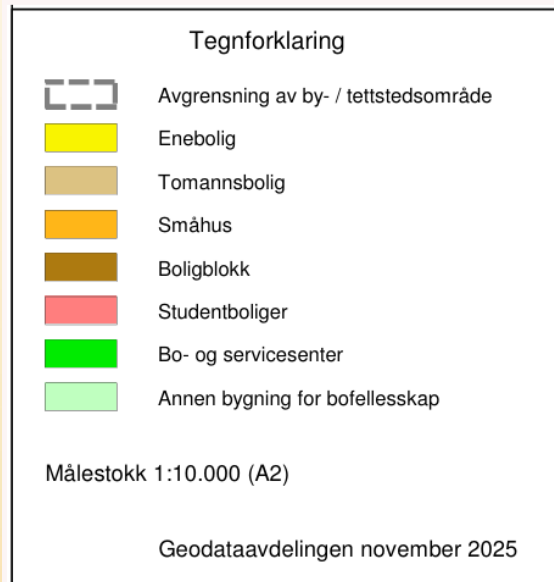 Tegnforklaring
Avgrensning av by- / tettstedsområde
Enebolig
Tomannsbolig
Småhus
Boligblokk
Studentboliger
Bo- og servicesenter
Annen bygning for bofellesskap
Målestokk 1:10.000 (A2)
Geodataavdelingen november 2025